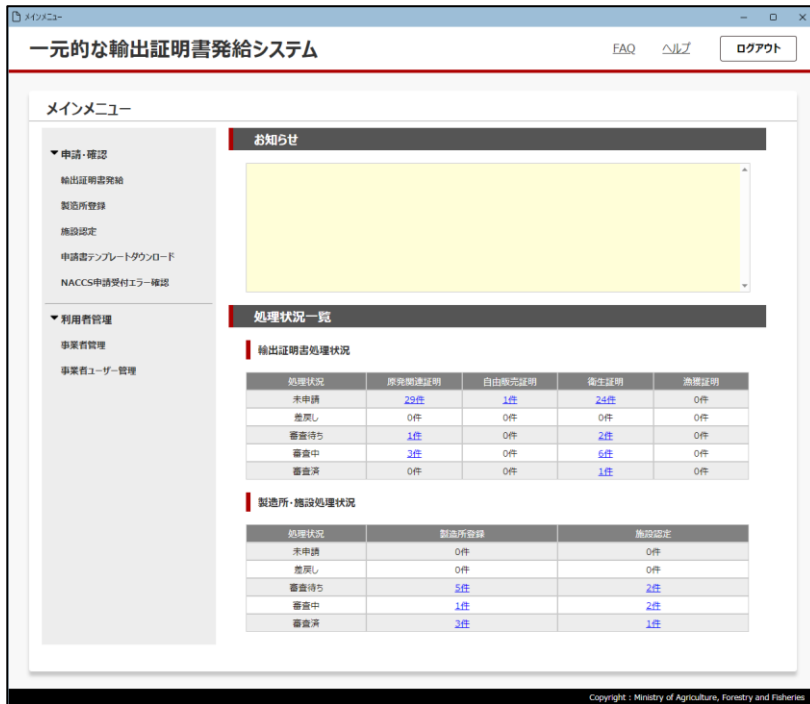 メインメニュー
一元的な輸出証明書発給システム FAQ ヘルプ ログアウト
メインメニュー
▼申請・確認
輸出証明書発給
製造所登録
施設認定
申請書テンプレートダウンロード
NACCS申請受付エラー確認
▼利用者管理
事業者管理
事業者ユーザー管理
お知らせ
処理状況一覧
輸出証明書処理状況
処理状況 原発関連証明 自由販売証明 衛生証明 漁獲証明
未申請 29件 1件 24件 0件
差戻し 0件 0件 0件 0件
審査待ち 1件 0件 2件 0件
審査中 3件 0件 6件 0件
審査済 0件 0件 1件 0件
製造所・施設処理状況
処理状況 製造所登録 施設認定
未申請 0件 0件
差戻し 0件 0件
審査待ち 5件 2件
審査中 1件 2件
審査済 3件 1件
Copyright : Ministry of Agriculture, Forestry and Fisheries